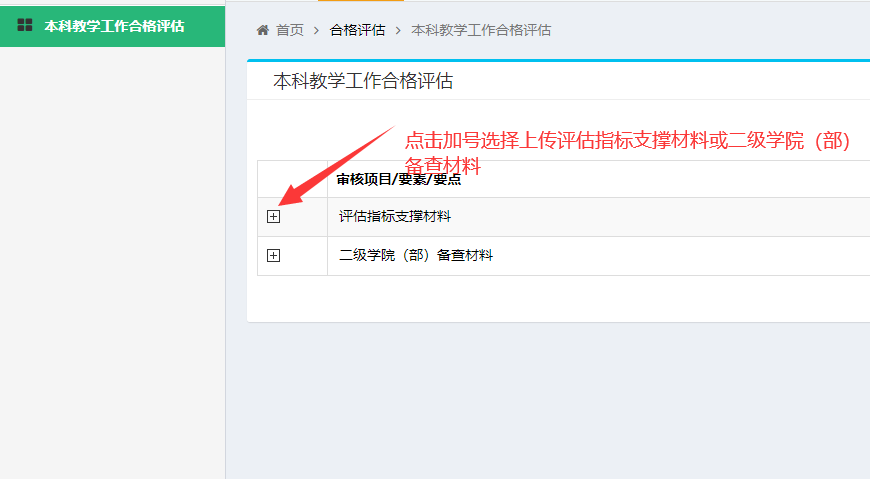 本科教学工作合格评估
首页 > 合格评估 > 本科教学工作合格评估
本科教学工作合格评估
点击加号选择上传评估指标支撑材料或二级学院（部）
备查材料
审核项目/要素/要点
评估指标支撑材料
二级学院（部）备查材料